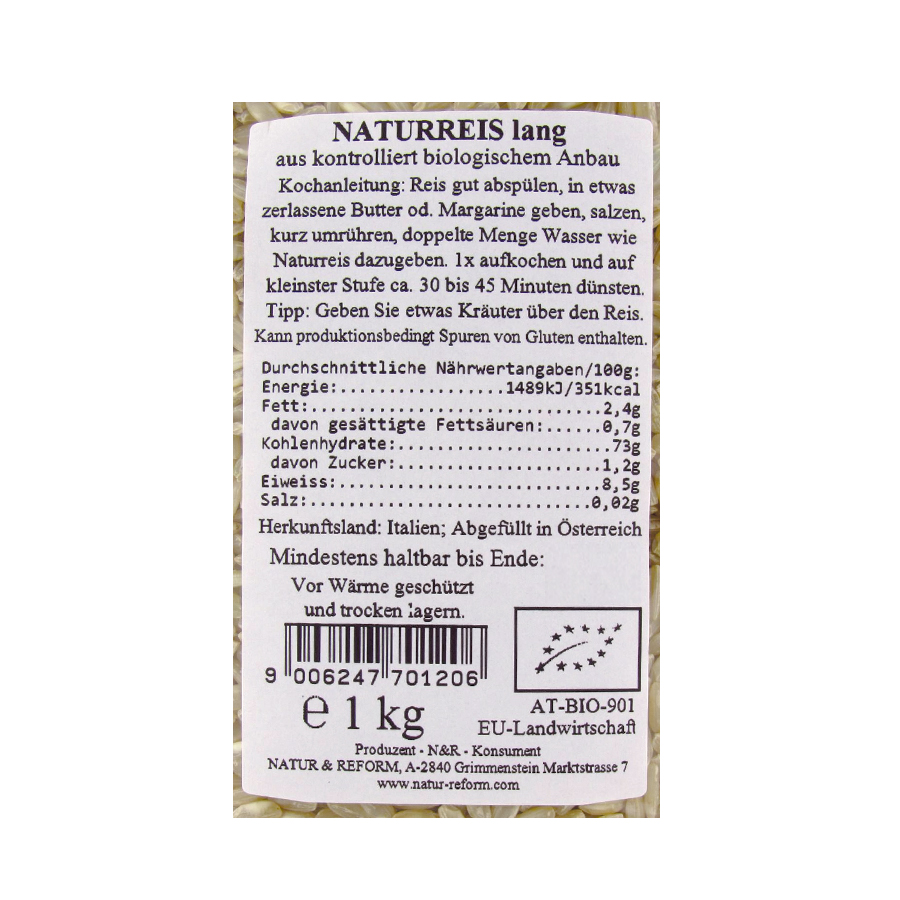 NATURREIS lang
aus kontrolliert biologischem Anbau
Kochanleitung: Reis gut abspülen, in etwas
zerlassene Butter od. Margarine geben, salzen,
kurz umrühren, doppelte Menge Wasser wie
Naturreis dazugeben. 1x aufkochen und auf
kleinster Stufe ca. 30 bis 45 Minuten dünsten.
Tipp: Geben Sie etwas Kräuter über den Reis.
Kann produktionsbedingt Spuren von Gluten enthalten.
Durchschnittliche Nährwertangaben/100g:
Energie:.................1489kJ/351kcal
Fett:..............................2,4g
davon gesättigte Fettsäuren:......0,7g
Kohlenhydrate:......................73g
davon Zucker:.....................1,2g
Eiweiss:...........................8,5g
Salz:.............................0,02g
Herkunftsland: Italien; Abgefüllt in Österreich
Mindestens haltbar bis Ende:
Vor Wärme geschützt
und trocken lagern.
9 006247 701206
℮ 1 kg
AT-BIO-901
EU-Landwirtschaft
Produzent - N&R - Konsument
NATUR & REFORM, A-2840 Grimmenstein Marktstrasse 7
www.natur-reform.com